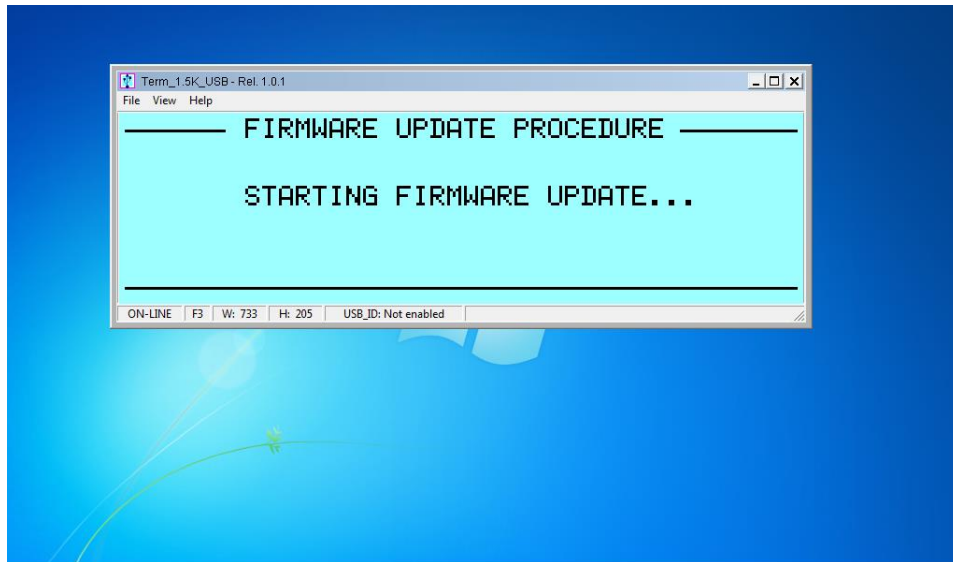 Term_1.5K_USB - Rel. 1.0.1
File View Help
FIRMWARE UPDATE PROCEDURE
STARTING FIRMWARE UPDATE...
ON-LINE F3 W: 733 H: 205 USB_ID: Not enabled